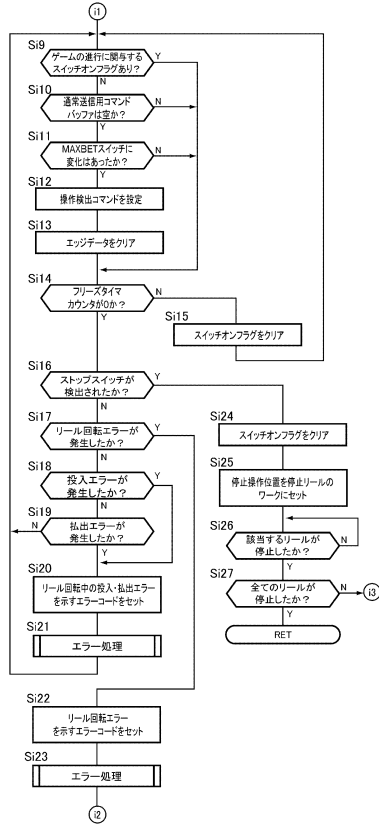 i1
Si9
ゲームの進行に関与する
スイッチオンフラグあり?
Y
N
Si10
通常送信用コマンド
バッファは空か?
N
Y
Si11
MAXBETスイッチに
変化はあったか?
N
Y
Si12
操作検出コマンドを設定
Si13
エッジデータをクリア
Si14
フリーズタイマ
カウンタが0か?
N
Y
Si15
スイッチオンフラグをクリア
Si16
ストップスイッチが
検出されたか?
Y
N
Si17
リール回転エラーが
発生したか?
Y
N
Si18
投入エラーが
発生したか?
Y
N
Si19
払出エラーが
発生したか?
N
Y
Si20
リール回転中の投入・払出エラー
を示すエラーコードをセット
Si21
エラー処理
Si22
リール回転エラー
を示すエラーコードをセット
Si23
エラー処理
i2
Si24
スイッチオンフラグをクリア
Si25
停止操作位置を停止リールの
ワークにセット
Si26
該当するリールが
停止したか?
N
Y
Si27
全てのリールが
停止したか?
N
i3
Y
RET